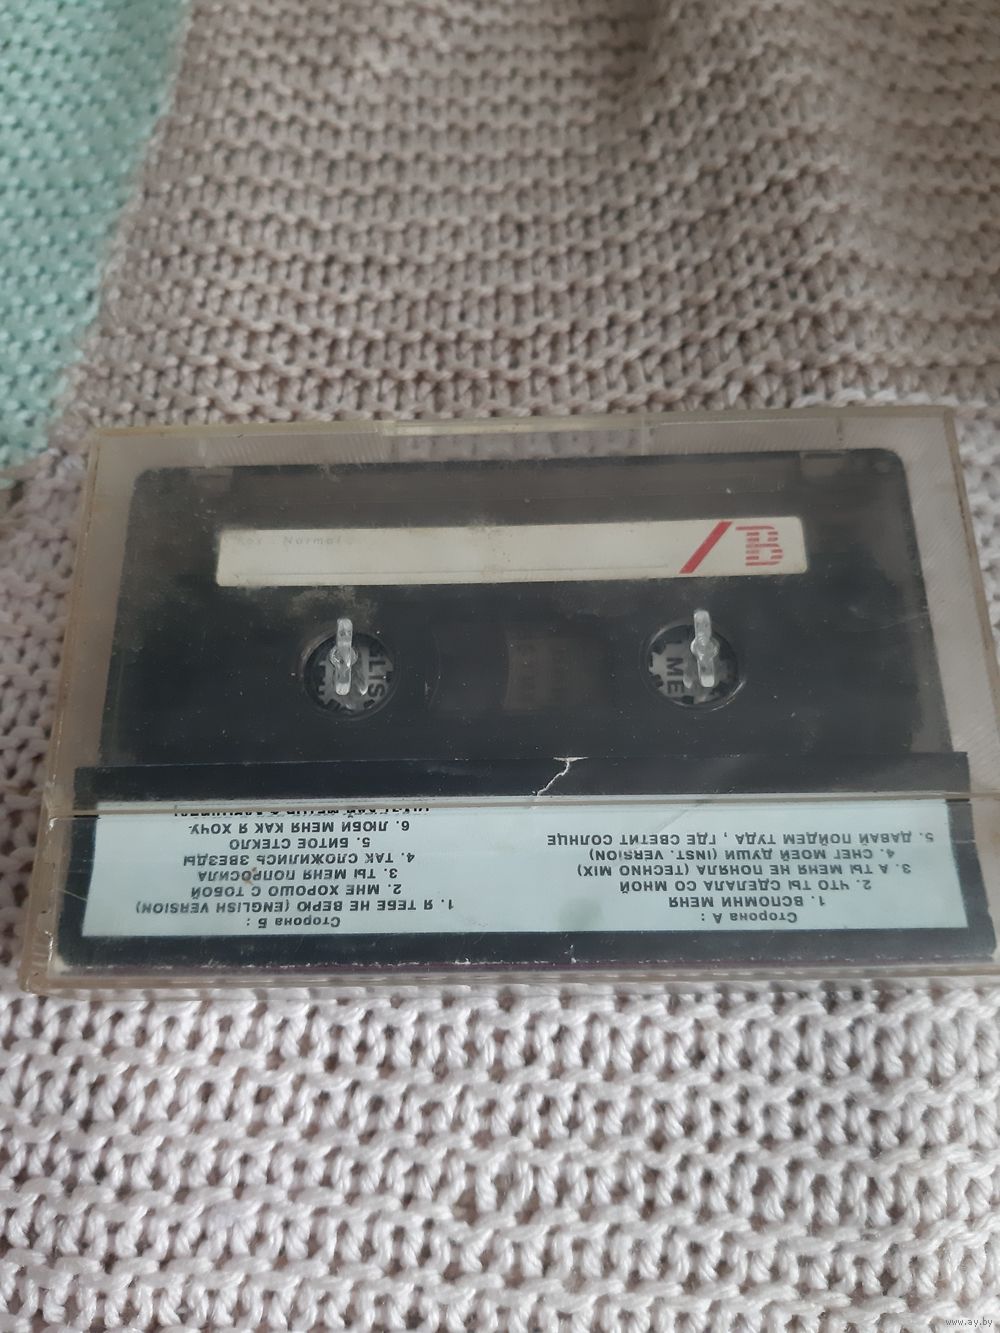 Сторона А :
1. ВСПОМНИ МЕНЯ
2. ЧТО ТЫ СДЕЛАЛА СО МНОЙ
3. А ТЫ МЕНЯ НЕ ПОНЯЛА (TECHNO MIX)
4. СНЕГ МОЕЙ ДУШИ (INST. VERSION)
5. ДАВАЙ ПОЙДЕМ ТУДА , ГДЕ СВЕТИТ СОЛНЦЕ
Сторона Б :
1. Я ТЕБЕ НЕ ВЕРЮ (ENGLISH VERSION)
2. МНЕ ХОРОШО С ТОБОЙ
3. ТЫ МЕНЯ ПОПРОСИЛА
4. ТАК СЛОЖИЛИСЬ ЗВЕЗДЫ
5. БИТОЕ СТЕКЛО
6. ЛЮБИ МЕНЯ КАК Я ХОЧУ
B/
Normal
LIS
ME
www.ay.by